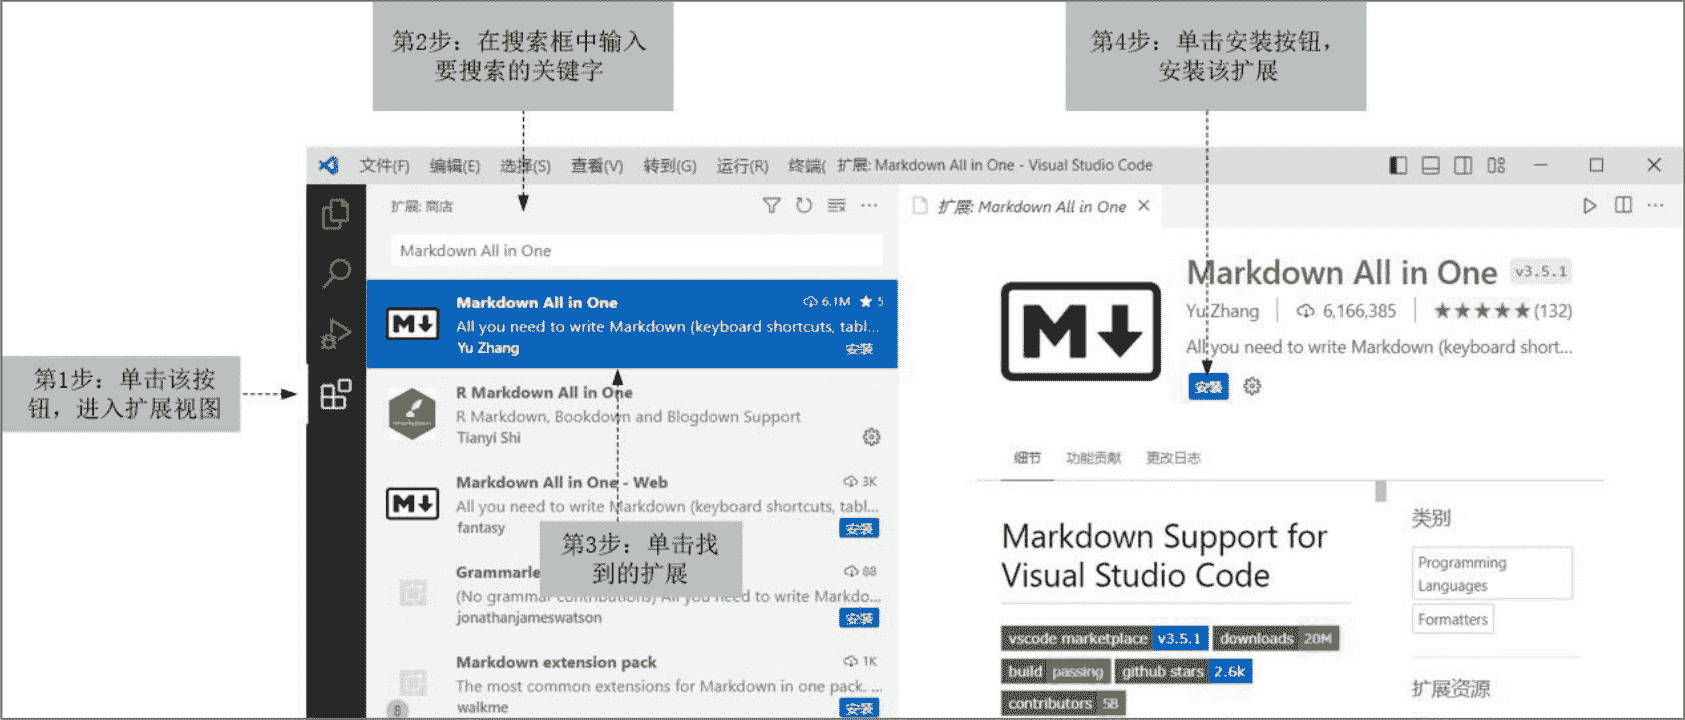 第2步：在搜索框中输入
要搜索的关键字
第4步：单击安装按钮，
安装该扩展
文件(F) 编辑(E) 选择(S) 查看(V) 转到(G) 运行(R) 终端( 扩展: Markdown All in One - Visual Studio Code
扩展: 商店
扩展: Markdown All in One
Markdown All in One
Markdown All in One 6.1M 5
All you need to write Markdown (keyboard shortcuts, tabl...
Yu Zhang 安装
第1步：单击该按
钮，进入扩展视图
R Markdown All in One
R Markdown, Bookdown and Blogdown Support
Tianyi Shi
Markdown All in One - Web 3K
All you need to write Markdown (keyboard shortcuts, tabl...
fantasy 安装
第3步：单击找
到的扩展
Grammarle 88
(No grammar contributions) All you need to write Markdo...
jonathanjameswatson 安装
Markdown extension pack 1K
The most common extensions for Markdown in one pack. ...
walkme 安装
8
Markdown All in One v3.5.1
Yu Zhang 6,166,385 (132)
All you need to write Markdown (keyboard short...
安装
细节 功能贡献 更改日志
Markdown Support for
Visual Studio Code
vscode marketplace v3.5.1 downloads 20M
build passing github stars 2.6k
contributors 58
类别
Programming
Languages
Formatters
扩展资源